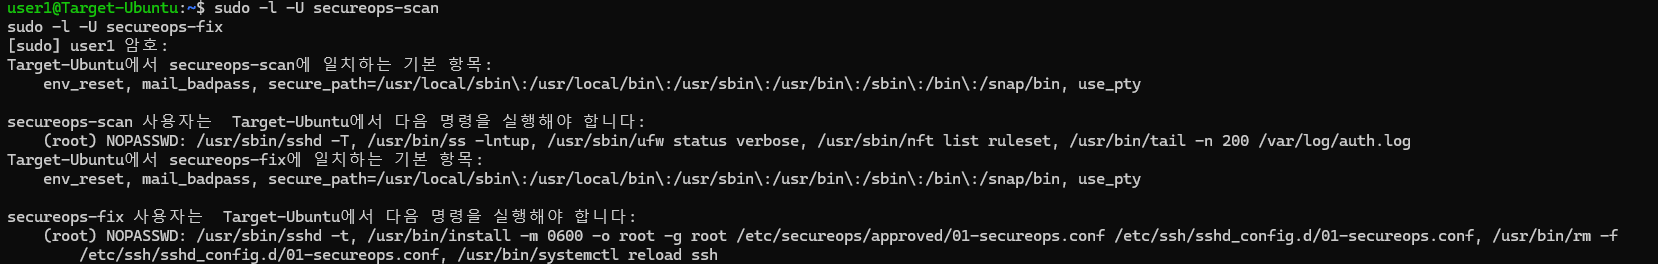 user1@Target-Ubuntu:~$ sudo -l -U secureops-scan
sudo -l -U secureops-fix
[sudo] user1 암호:
Target-Ubuntu에서 secureops-scan에 일치하는 기본 항목:
    env_reset, mail_badpass, secure_path=/usr/local/sbin\:/usr/local/bin\:/usr/sbin\:/usr/bin\:/sbin\:/bin\:/snap/bin, use_pty

secureops-scan 사용자는  Target-Ubuntu에서 다음 명령을 실행해야 합니다:
    (root) NOPASSWD: /usr/sbin/sshd -T, /usr/bin/ss -lntup, /usr/sbin/ufw status verbose, /usr/sbin/nft list ruleset, /usr/bin/tail -n 200 /var/log/auth.log
Target-Ubuntu에서 secureops-fix에 일치하는 기본 항목:
    env_reset, mail_badpass, secure_path=/usr/local/sbin\:/usr/local/bin\:/usr/sbin\:/usr/bin\:/sbin\:/bin\:/snap/bin, use_pty

secureops-fix 사용자는  Target-Ubuntu에서 다음 명령을 실행해야 합니다:
    (root) NOPASSWD: /usr/sbin/sshd -t, /usr/bin/install -m 0600 -o root -g root /etc/secureops/approved/01-secureops.conf /etc/ssh/sshd_config.d/01-secureops.conf, /usr/bin/rm -f
        /etc/ssh/sshd_config.d/01-secureops.conf, /usr/bin/systemctl reload ssh